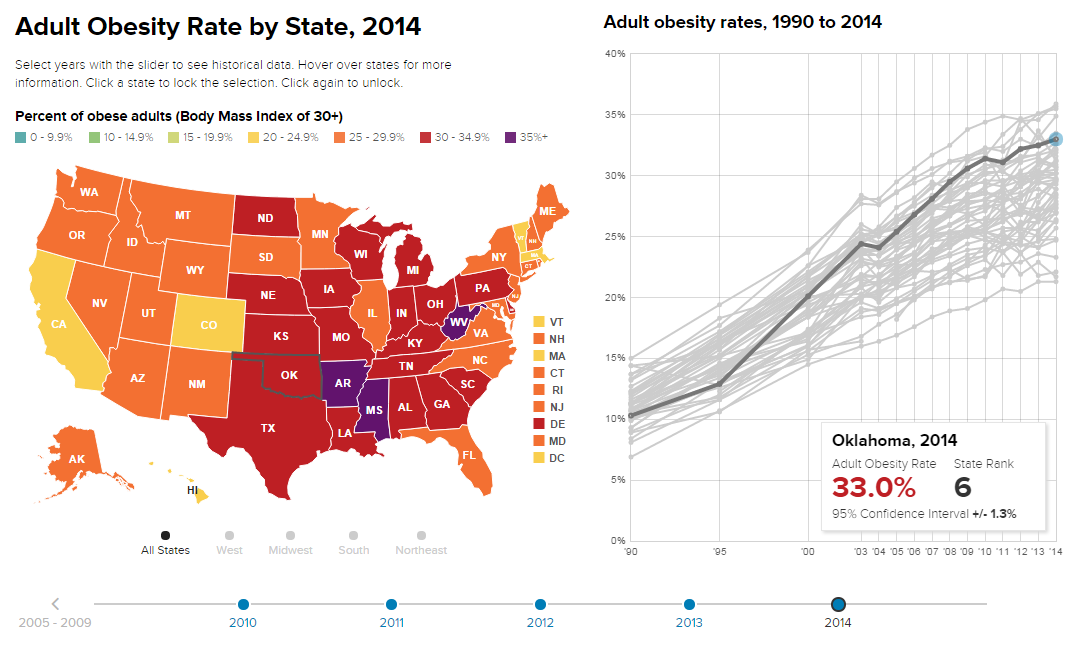 Adult Obesity Rate by State, 2014
Select years with the slider to see historical data. Hover over states for more
information. Click a state to lock the selection. Click again to unlock.
Percent of obese adults (Body Mass Index of 30+)
0 - 9.9% 10 - 14.9% 15 - 19.9% 20 - 24.9% 25 - 29.9% 30 - 34.9% 35%+
WA
MT
ND
MN
ME
OR
ID
WY
SD
WI
MI
NY
VT
NH
MA
CT
NV
UT
CO
NE
IA
IL
IN
OH
PA
NJ
CA
KS
MO
KY
WV
VA
MD
AZ
NM
OK
AR
TN
NC
SC
TX
LA
MS
AL
GA
FL
AK
HI
VT
NH
MA
CT
RI
NJ
DE
MD
DC
All States West Midwest South Northeast
Adult obesity rates, 1990 to 2014
40%
35%
30%
25%
20%
15%
10%
5%
0%
'90 '95 '00 '03 '04 '05 '06 '07 '08 '09 '10 '11 '12 '13 '14
Oklahoma, 2014
Adult Obesity Rate State Rank
33.0% 6
95% Confidence Interval +/- 1.3%
2005 - 2009 2010 2011 2012 2013 2014